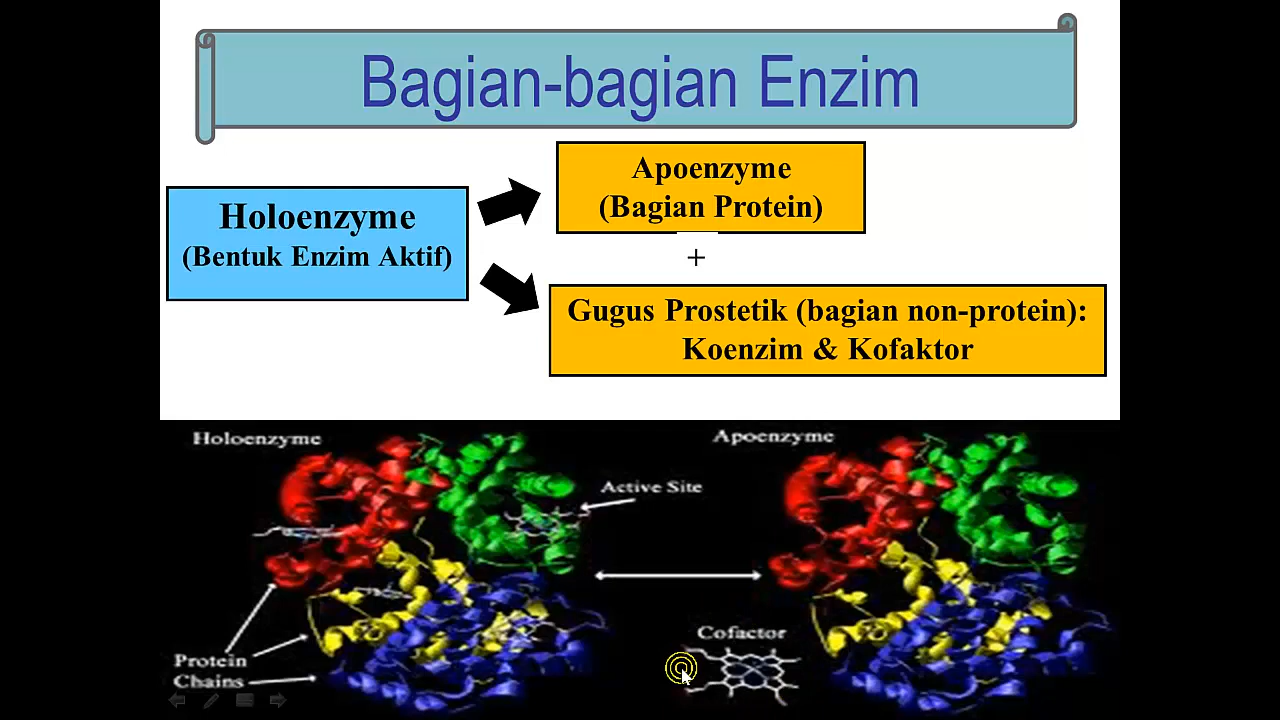 Bagian-bagian Enzim
Holoenzyme
(Bentuk Enzim Aktif)
Apoenzyme
(Bagian Protein)
+
Gugus Prostetik (bagian non-protein):
Koenzim & Kofaktor
Holoenzyme
Apoenzyme
Active Site
Cofactor
Protein
Chains